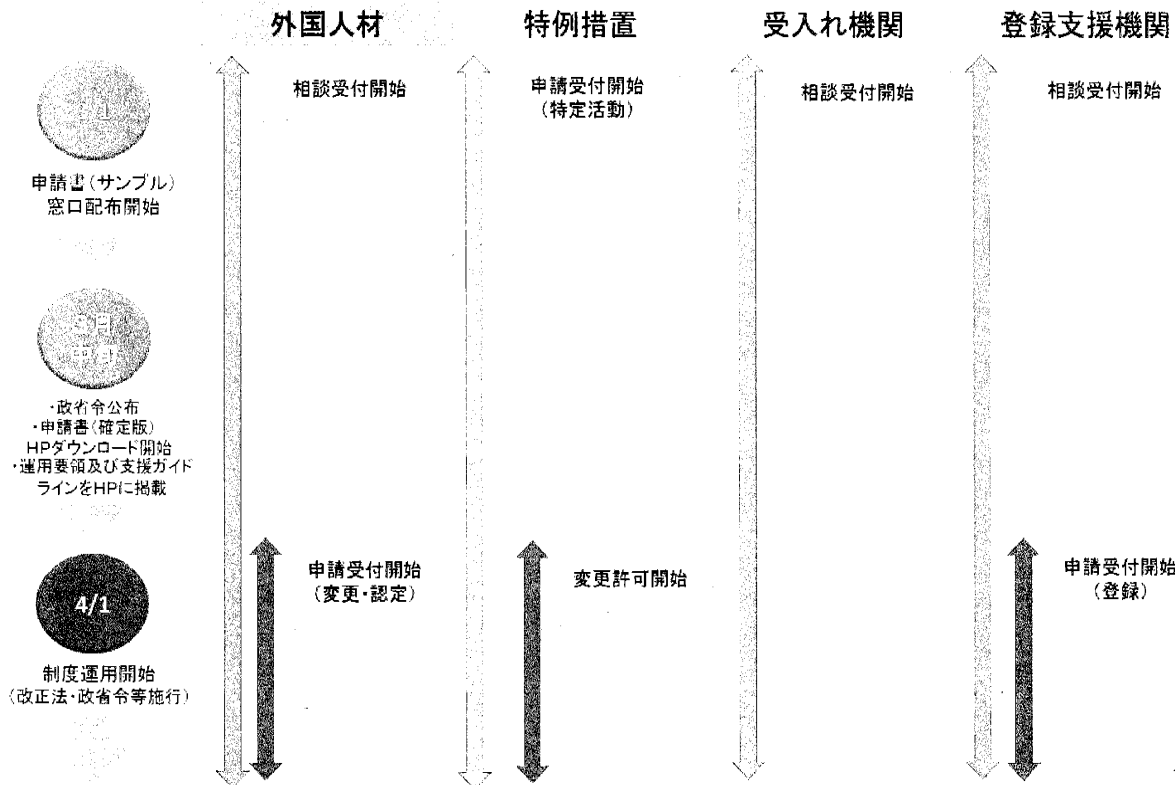 外国人材
特例措置
受入れ機関
登録支援機関
相談受付開始
申請受付開始
(特定活動)
相談受付開始
相談受付開始
申請書(サンプル)
窓口配布開始
3月
中旬
・政省令公布
・申請書(確定版)
HPダウンロード開始
・運用要領及び支援ガイド
ラインをHPに掲載
4/1
申請受付開始
(変更・認定)
変更許可開始
申請受付開始
(登録)
制度運用開始
(改正法・政省令等施行)